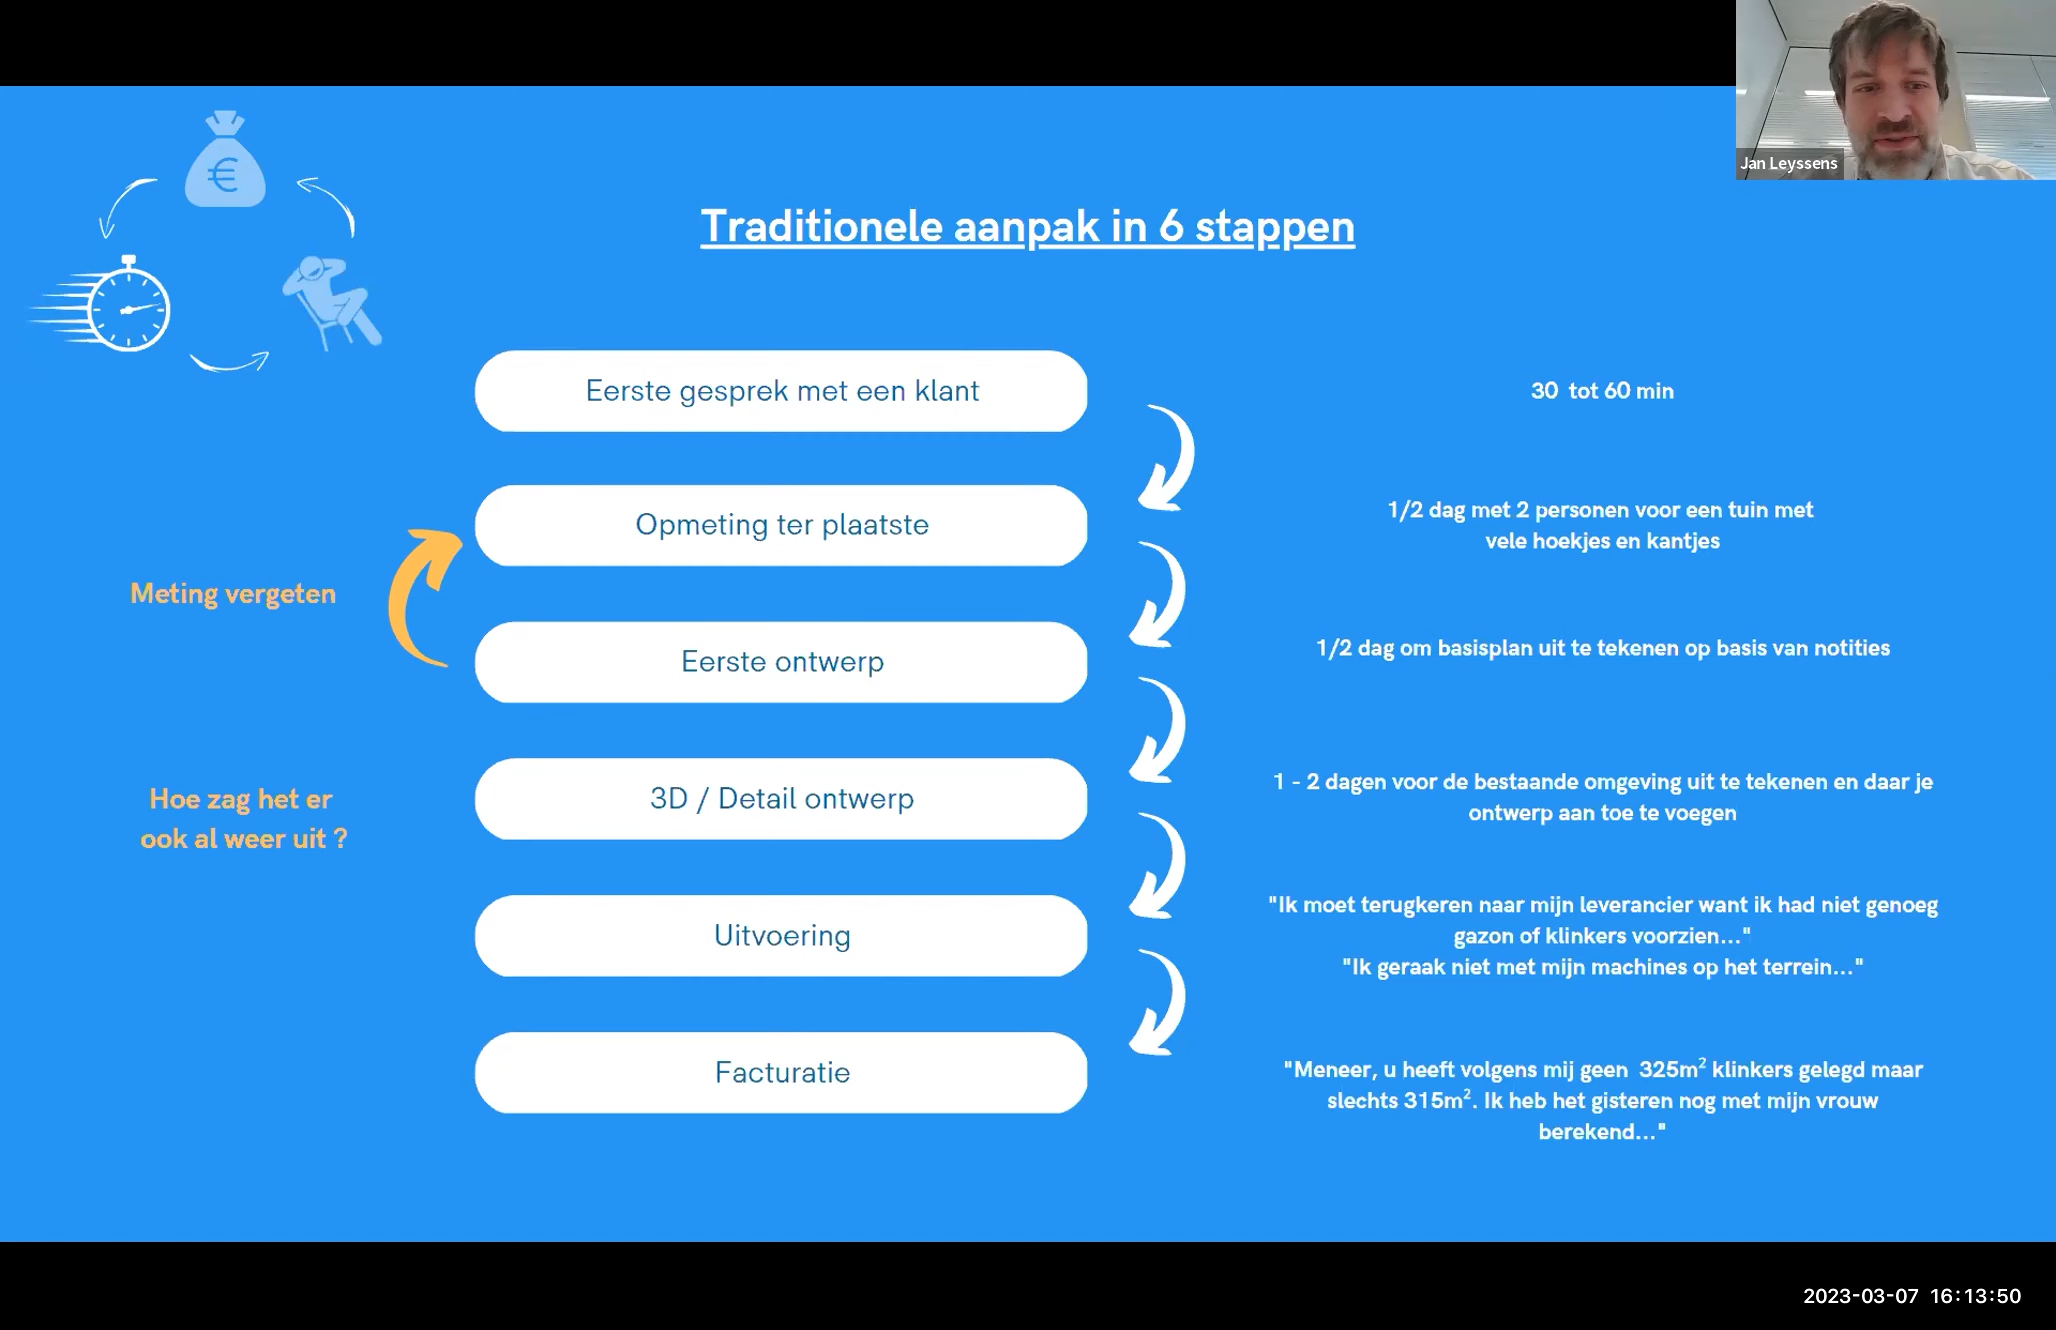 Jan Leyssens
€
Traditionele aanpak in 6 stappen
Eerste gesprek met een klant
30 tot 60 min
Opmeting ter plaatste
1/2 dag met 2 personen voor een tuin met
vele hoekjes en kantjes
Meting vergeten
Eerste ontwerp
1/2 dag om basisplan uit te tekenen op basis van notities
Hoe zag het er
ook al weer uit ?
3D / Detail ontwerp
1 - 2 dagen voor de bestaande omgeving uit te tekenen en daar je
ontwerp aan toe te voegen
Uitvoering
"Ik moet terugkeren naar mijn leverancier want ik had niet genoeg
gazon of klinkers voorzien..."
"Ik geraak niet met mijn machines op het terrein..."
Facturatie
"Meneer, u heeft volgens mij geen 325m² klinkers gelegd maar
slechts 315m². Ik heb het gisteren nog met mijn vrouw
berekend..."
2023-03-07 16:13:50